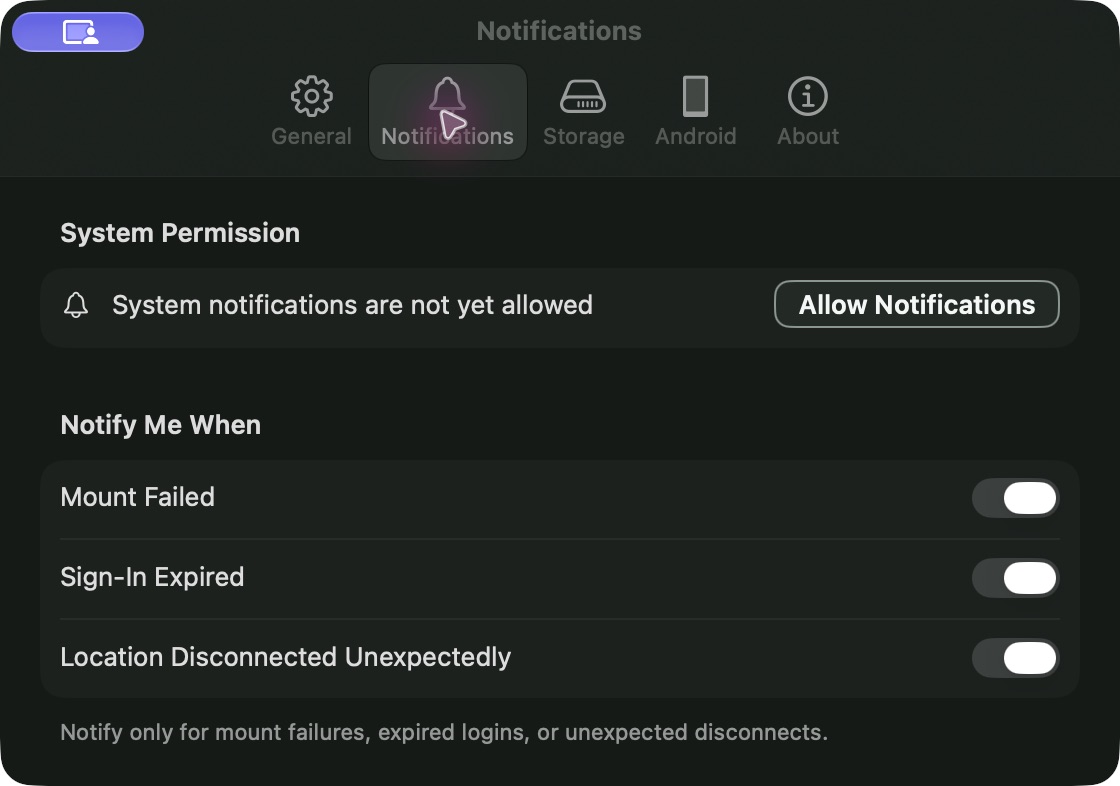 Notifications
General
Notifications
Storage
Android
About
System Permission
System notifications are not yet allowed
Allow Notifications
Notify Me When
Mount Failed
Sign-In Expired
Location Disconnected Unexpectedly
Notify only for mount failures, expired logins, or unexpected disconnects.